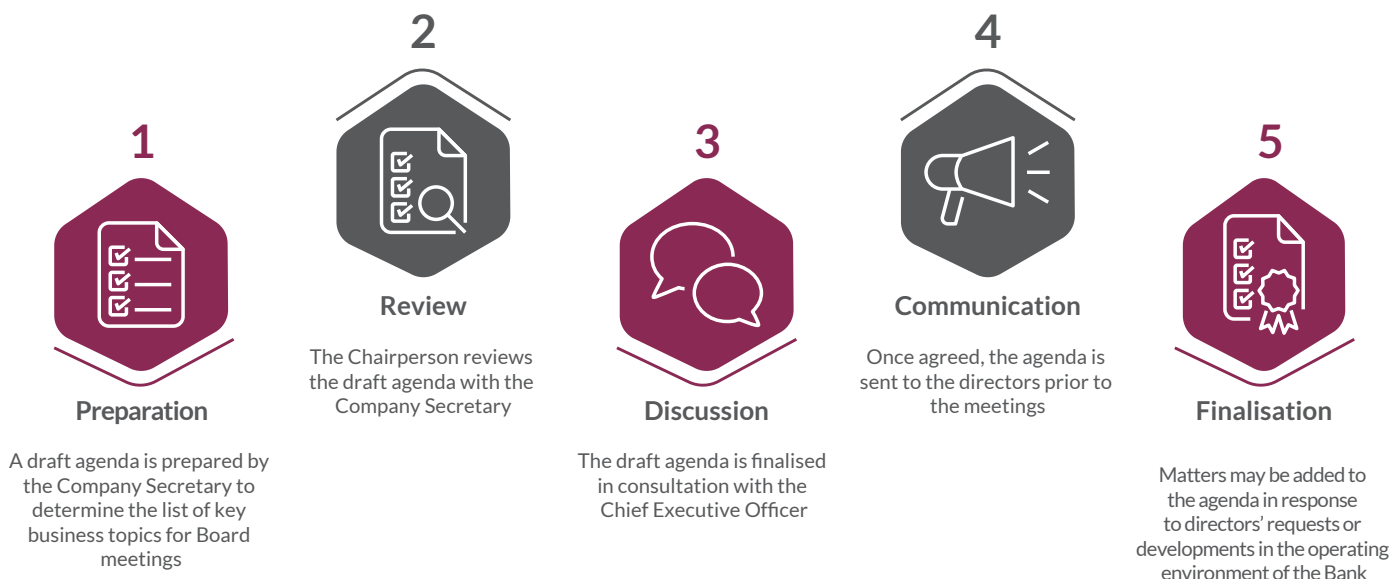 1
Preparation
A draft agenda is prepared by
the Company Secretary to
determine the list of key
business topics for Board
meetings
2
Review
The Chairperson reviews
the draft agenda with the
Company Secretary
3
Discussion
The draft agenda is finalised
in consultation with the
Chief Executive Officer
4
Communication
Once agreed, the agenda is
sent to the directors prior to
the meetings
5
Finalisation
Matters may be added to
the agenda in response
to directors' requests or
developments in the operating
environment of the Bank